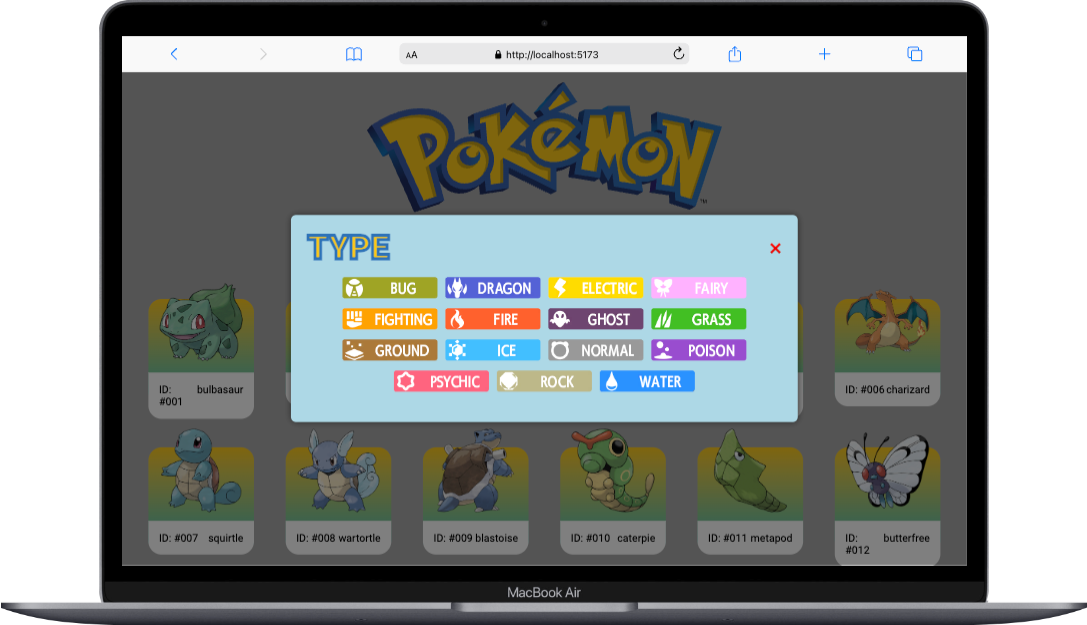 AA http://localhost:5173
POKéMON
TM
TYPE
BUG DRAGON ELECTRIC FAIRY
FIGHTING FIRE GHOST GRASS
GROUND ICE NORMAL POISON
PSYCHIC ROCK WATER
ID: #001 bulbasaur
ID: #006 charizard
ID: #007 squirtle
ID: #008 wartortle
ID: #009 blastoise
ID: #010 caterpie
ID: #011 metapod
ID: #012 butterfree
MacBook Air